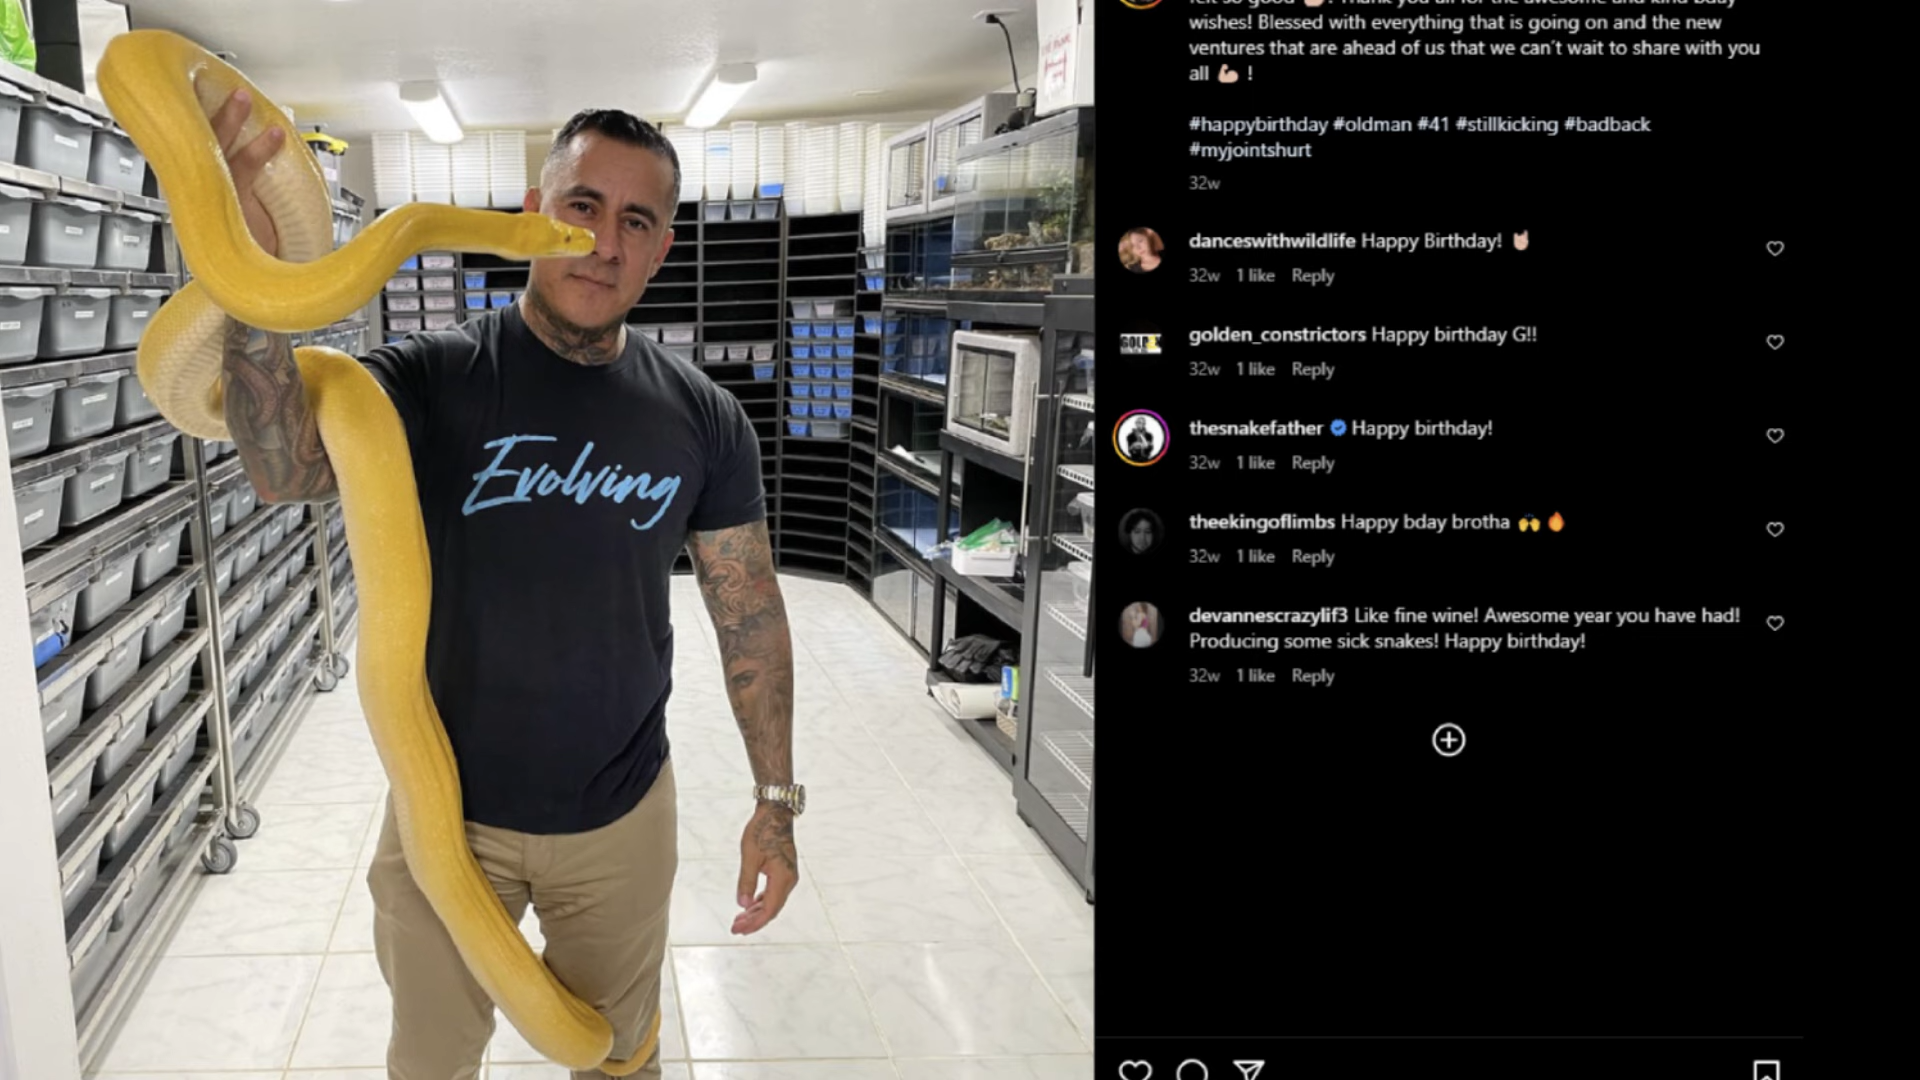 wishes! Blessed with everything that is going on and the new
ventures that are ahead of us that we can't wait to share with you
all 💪🏻 !
#happybirthday #oldman #41 #stillkicking #badback
#myjointshurt
32w
danceswithwildlife Happy Birthday! 🤘🏻
32w 1 like Reply
golden_constrictors Happy birthday G!!
32w 1 like Reply
thesnakefather Happy birthday!
32w 1 like Reply
theekingoflimbs Happy bday brotha 🙌🔥
32w 1 like Reply
devannescrazylif3 Like fine wine! Awesome year you have had!
Producing some sick snakes! Happy birthday!
32w 1 like Reply
Evolving